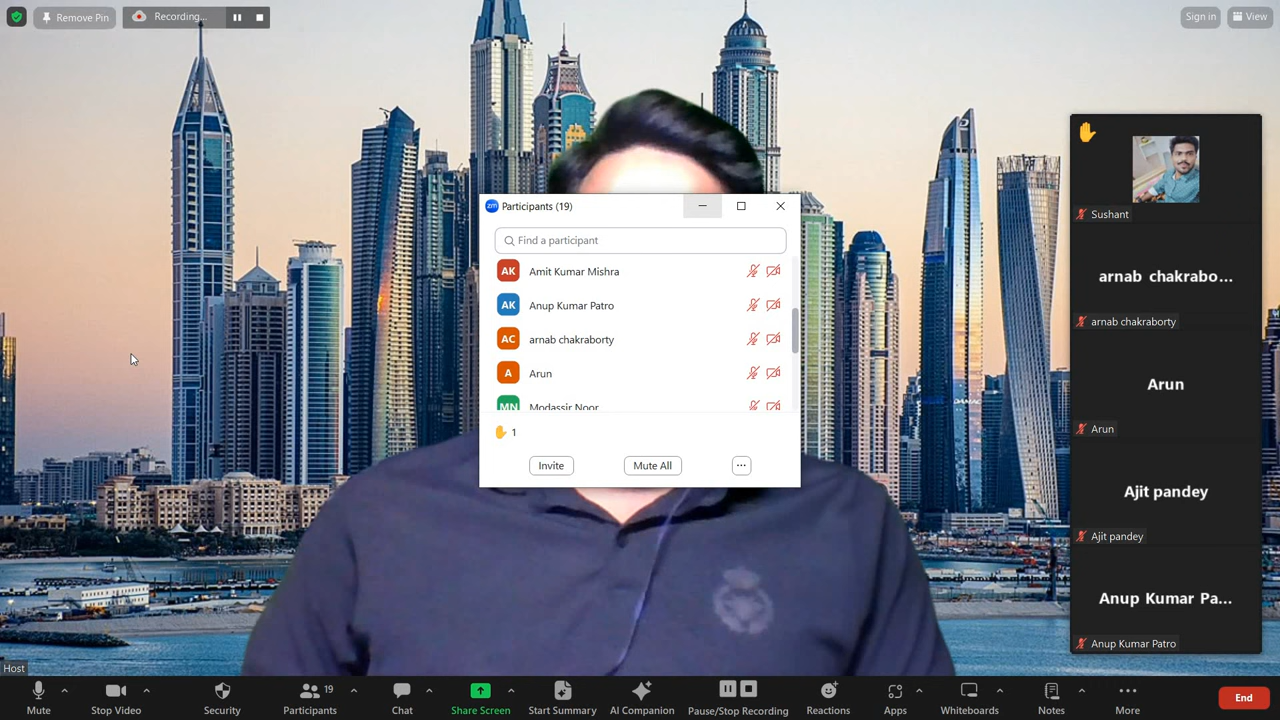 Remove Pin
Recording...
Sign in
View
Participants (19)
Find a participant
AK Amit Kumar Mishra
AK Anup Kumar Patro
AC arnab chakraborty
A Arun
MN Modassir Noor
1
Invite
Mute All
...
Sushant
arnab chakrabo...
arnab chakraborty
Arun
Arun
Ajit pandey
Ajit pandey
Anup Kumar Pa...
Anup Kumar Patro
Host
Mute
Stop Video
Security
19
Participants
Chat
Share Screen
Start Summary
AI Companion
Pause/Stop Recording
Reactions
Apps
Whiteboards
Notes
More
End
zm
DAMAC